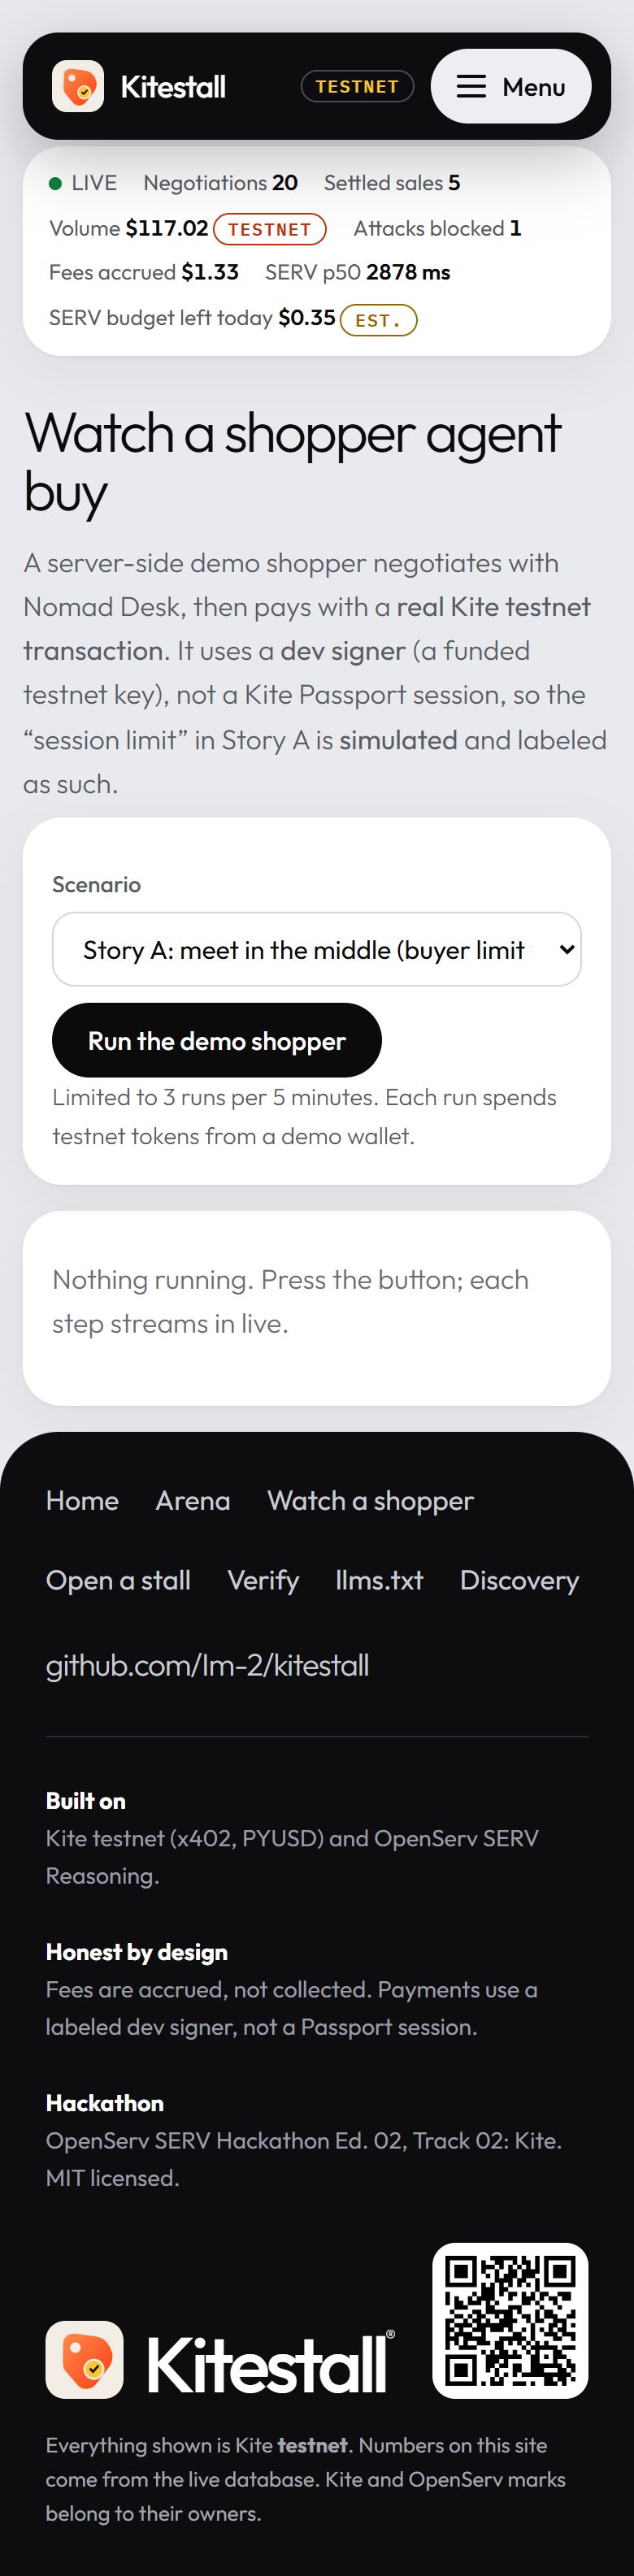 Kitestall
TESTNET
Menu
LIVE Negotiations 20 Settled sales 5
Volume $117.02 TESTNET Attacks blocked 1
Fees accrued $1.33 SERV p50 2878 ms
SERV budget left today $0.35 EST.
Watch a shopper agent
buy
A server-side demo shopper negotiates with
Nomad Desk, then pays with a real Kite testnet
transaction. It uses a dev signer (a funded
testnet key), not a Kite Passport session, so the
“session limit” in Story A is simulated and labeled
as such.
Scenario
Story A: meet in the middle (buyer limit
Run the demo shopper
Limited to 3 runs per 5 minutes. Each run spends
testnet tokens from a demo wallet.
Nothing running. Press the button; each
step streams in live.
Home Arena Watch a shopper
Open a stall Verify llms.txt Discovery
github.com/Im-2/kitestall
Built on
Kite testnet (x402, PYUSD) and OpenServ SERV
Reasoning.
Honest by design
Fees are accrued, not collected. Payments use a
labeled dev signer, not a Passport session.
Hackathon
OpenServ SERV Hackathon Ed. 02, Track 02: Kite.
MIT licensed.
Kitestall®
Everything shown is Kite testnet. Numbers on this site
come from the live database. Kite and OpenServ marks
belong to their owners.